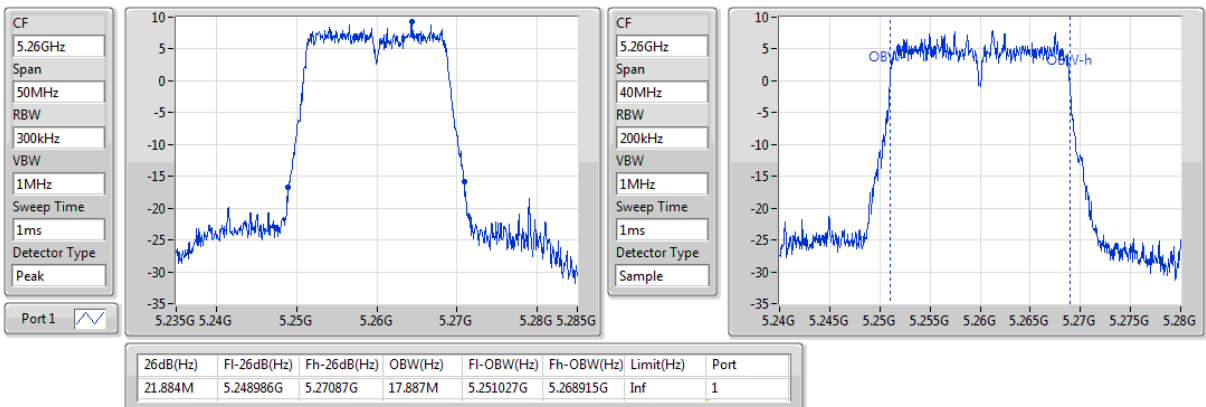 CF
5.26GHz
Span
50MHz
RBW
300kHz
VBW
1MHz
Sweep Time
1ms
Detector Type
Peak
Port 1
10
5
0
-5
-10
-15
-20
-25
-30
-35
5.235G 5.24G 5.25G 5.26G 5.27G 5.28G 5.285G
CF
5.26GHz
Span
40MHz
RBW
200kHz
VBW
1MHz
Sweep Time
1ms
Detector Type
Sample
10
5
0
-5
-10
-15
-20
-25
-30
-35
OBW-h
5.24G 5.245G 5.25G 5.255G 5.26G 5.265G 5.27G 5.275G 5.28G
26dB(Hz) Fl-26dB(Hz) Fh-26dB(Hz) OBW(Hz) Fl-OBW(Hz) Fh-OBW(Hz) Limit(Hz) Port
21.884M 5.248986G 5.27087G 17.887M 5.251027G 5.268915G Inf 1